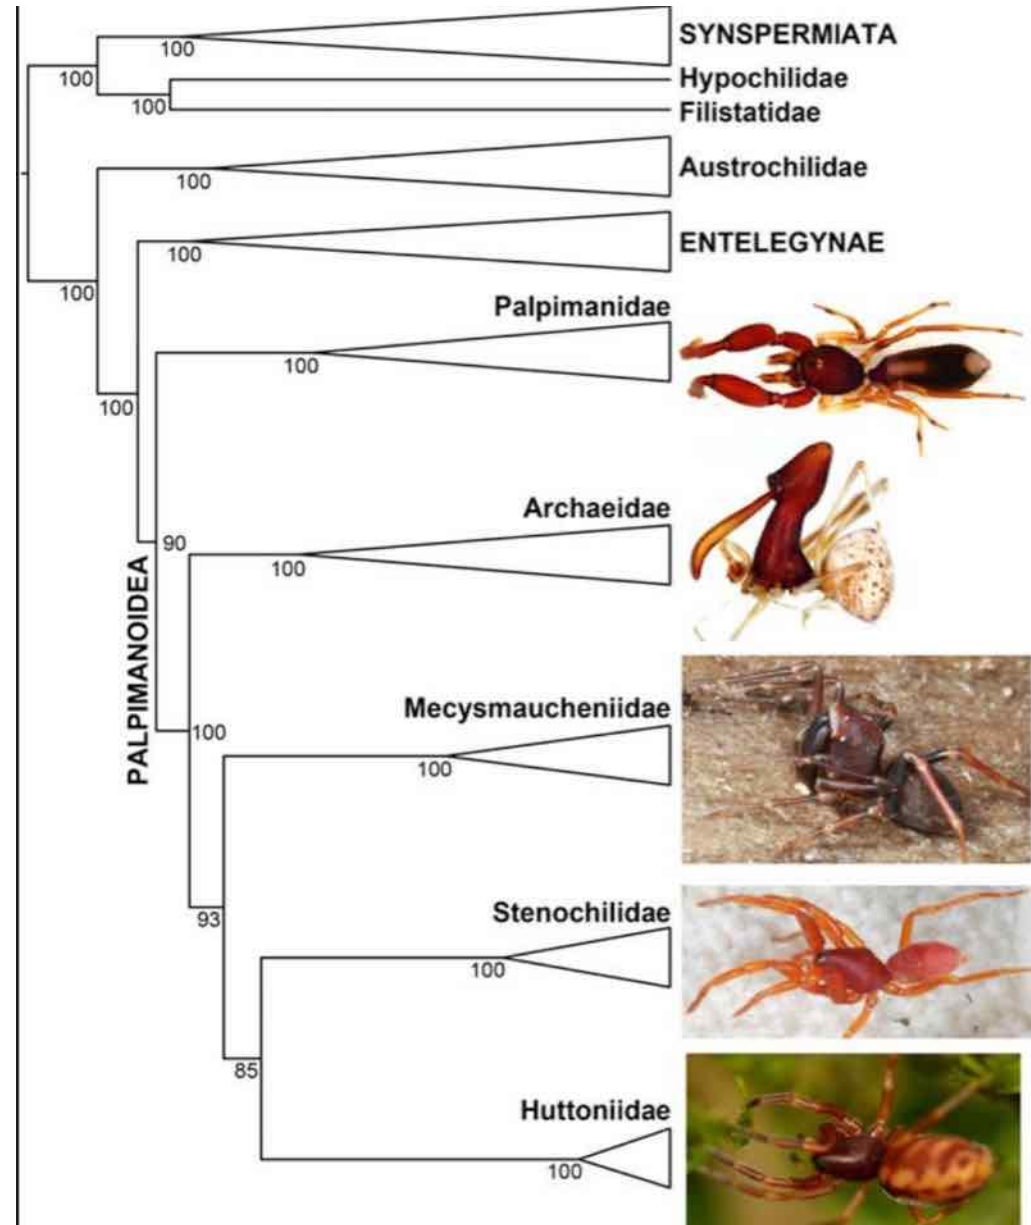 SYNSPERMIATA
100
100
Hypochilidae
100
Filistatidae
Austrochilidae
100
ENTELEGYNAE
100
100
Palpimanidae
100
100
Archaeidae
90
100
PALPIMANOIDEA
Mecysmaucheniidae
100
100
Stenochilidae
93
100
85
Huttoniidae
100